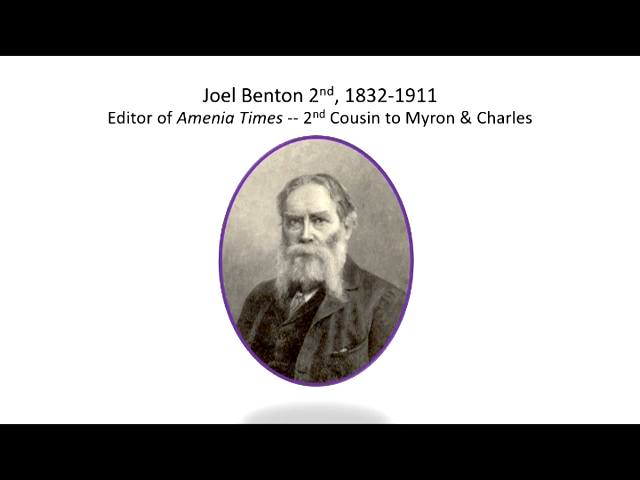 Joel Benton 2nd, 1832-1911
Editor of Amenia Times -- 2nd Cousin to Myron & Charles